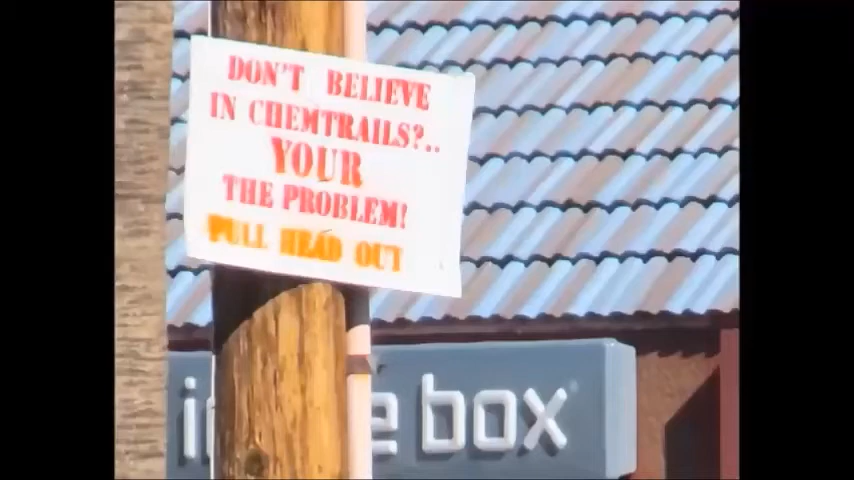 DON'T BELIEVE
IN CHEMTRAILS?..
YOUR
THE PROBLEM!
PULL HEAD OUT
box